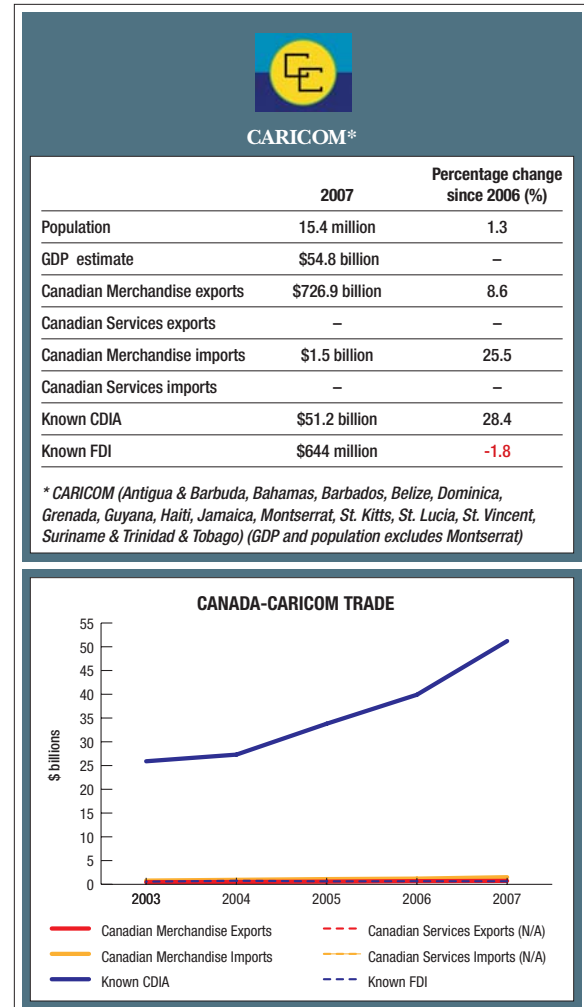 CC
CARICOM*
Percentage change
2007 since 2006 (%)
Population 15.4 million 1.3
GDP estimate $54.8 billion –
Canadian Merchandise exports $726.9 billion 8.6
Canadian Services exports – –
Canadian Merchandise imports $1.5 billion 25.5
Canadian Services imports – –
Known CDIA $51.2 billion 28.4
Known FDI $644 million -1.8
* CARICOM (Antigua & Barbuda, Bahamas, Barbados, Belize, Dominica,
Grenada, Guyana, Haiti, Jamaica, Montserrat, St. Kitts, St. Lucia, St. Vincent,
Suriname & Trinidad & Tobago) (GDP and population excludes Montserrat)
CANADA-CARICOM TRADE
55
50
45
40
35
30
25
20
15
10
5
0
$ billions
2003 2004 2005 2006 2007
Canadian Merchandise Exports Canadian Services Exports (N/A)
Canadian Merchandise Imports Canadian Services Imports (N/A)
Known CDIA Known FDI